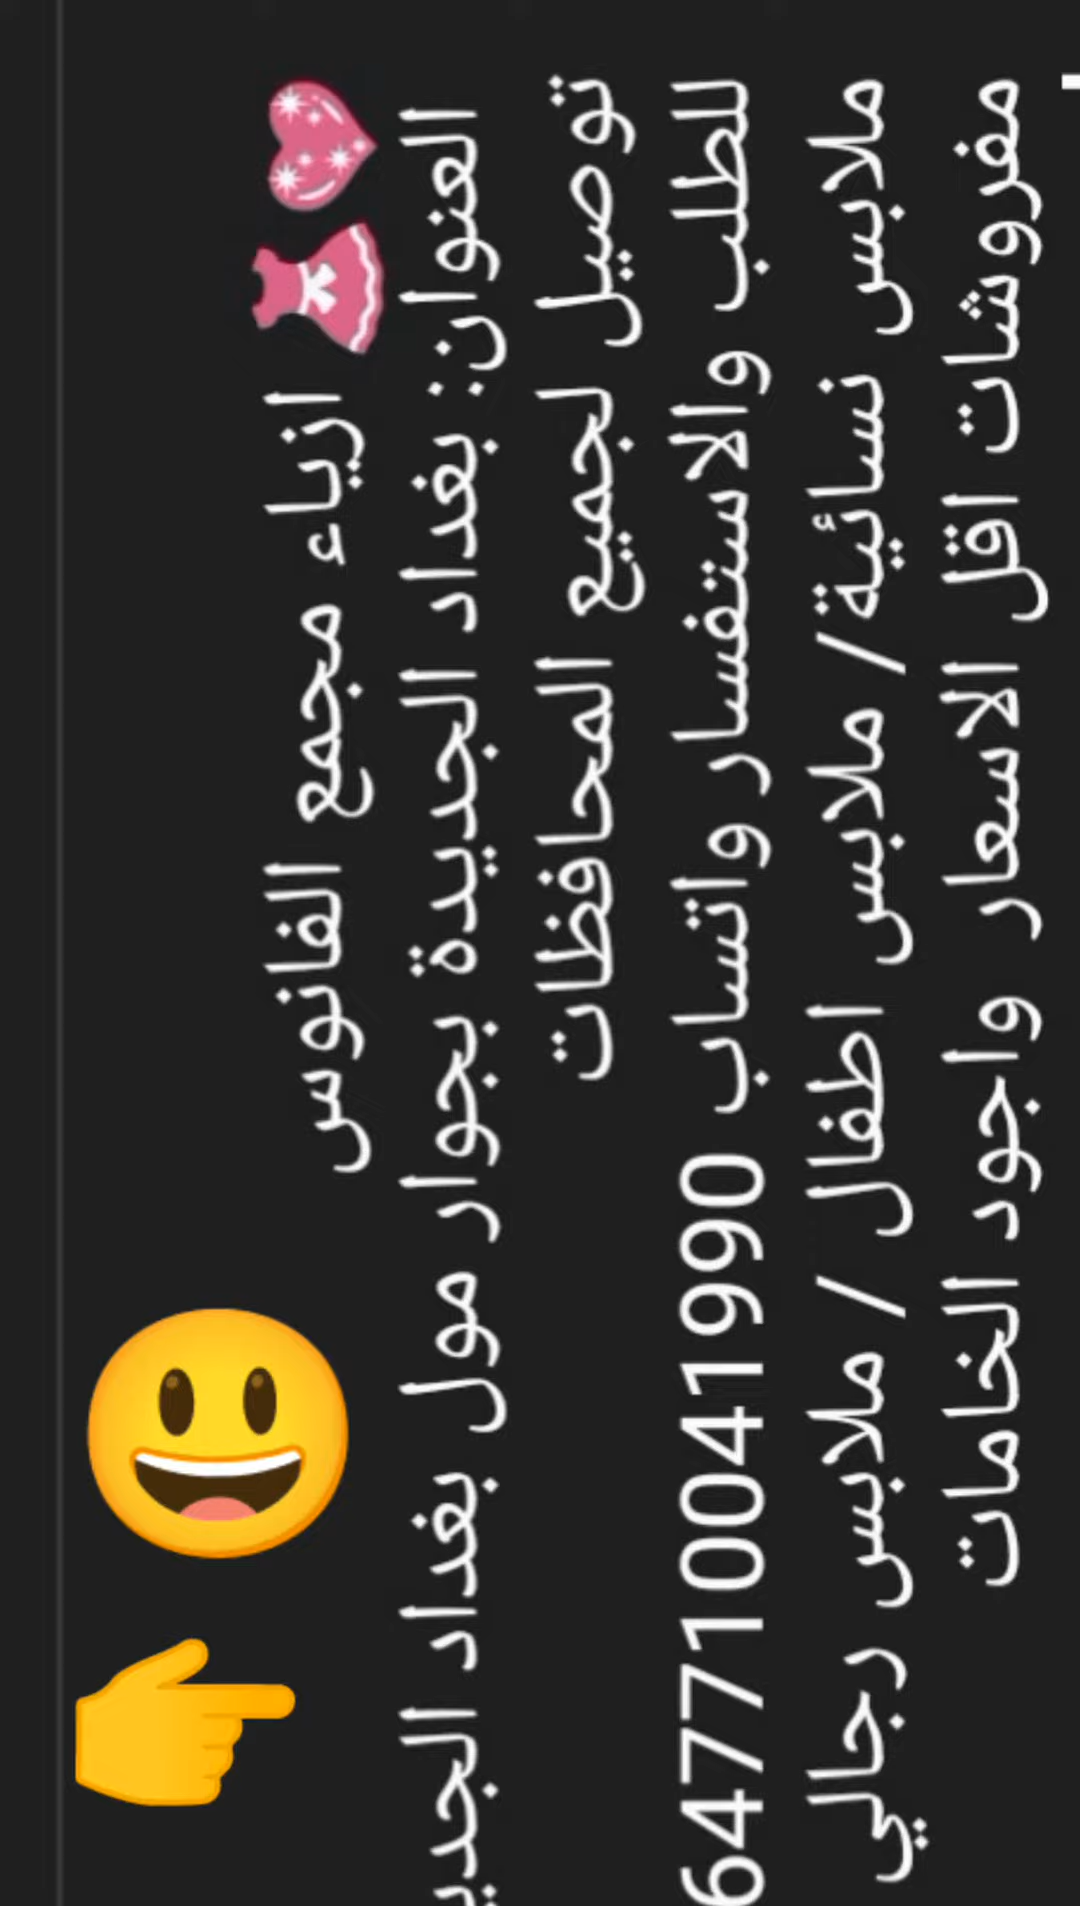 💖👗 ازياء مجمع الفانوس
العنوان: بغداد الجديدة بجوار مول بغداد
توصيل لجميع المحافظات
للطلب والاستفسار واتساب 6477710041990
ملابس نسائية/ ملابس اطفال / ملابس رجالي
مفروشات اقل الاسعار واجود الخامات